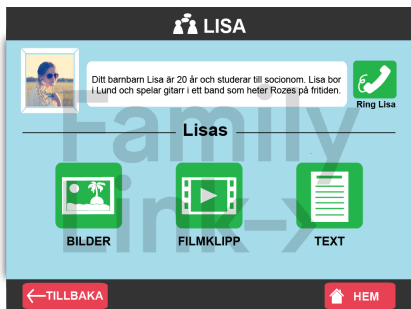 LISA
Ditt barnbarn Lisa är 20 år och studerar till socionom. Lisa bor
i Lund och spelar gitarr i ett band som heter Rozes på fritiden.
Ring Lisa
Lisas
Family
Link->
BILDER
FILMKLIPP
TEXT
TILLBAKA
HEM